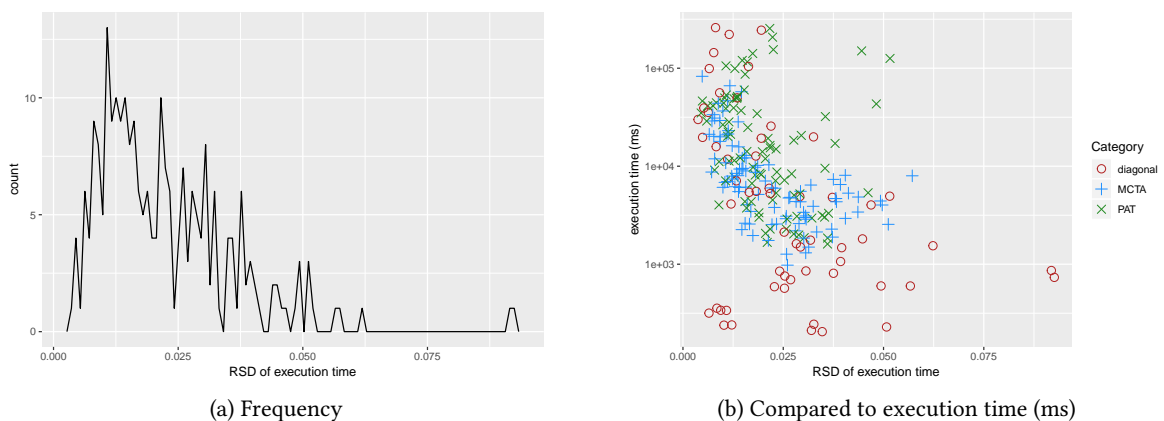 10
5
0
count
0.000
0.025
0.050
0.075
RSD of execution time
(a) Frequency
1e+05
1e+04
1e+03
execution time (ms)
0.000
0.025
0.050
0.075
RSD of execution time
Category
diagonal
MCTA
PAT
(b) Compared to execution time (ms)